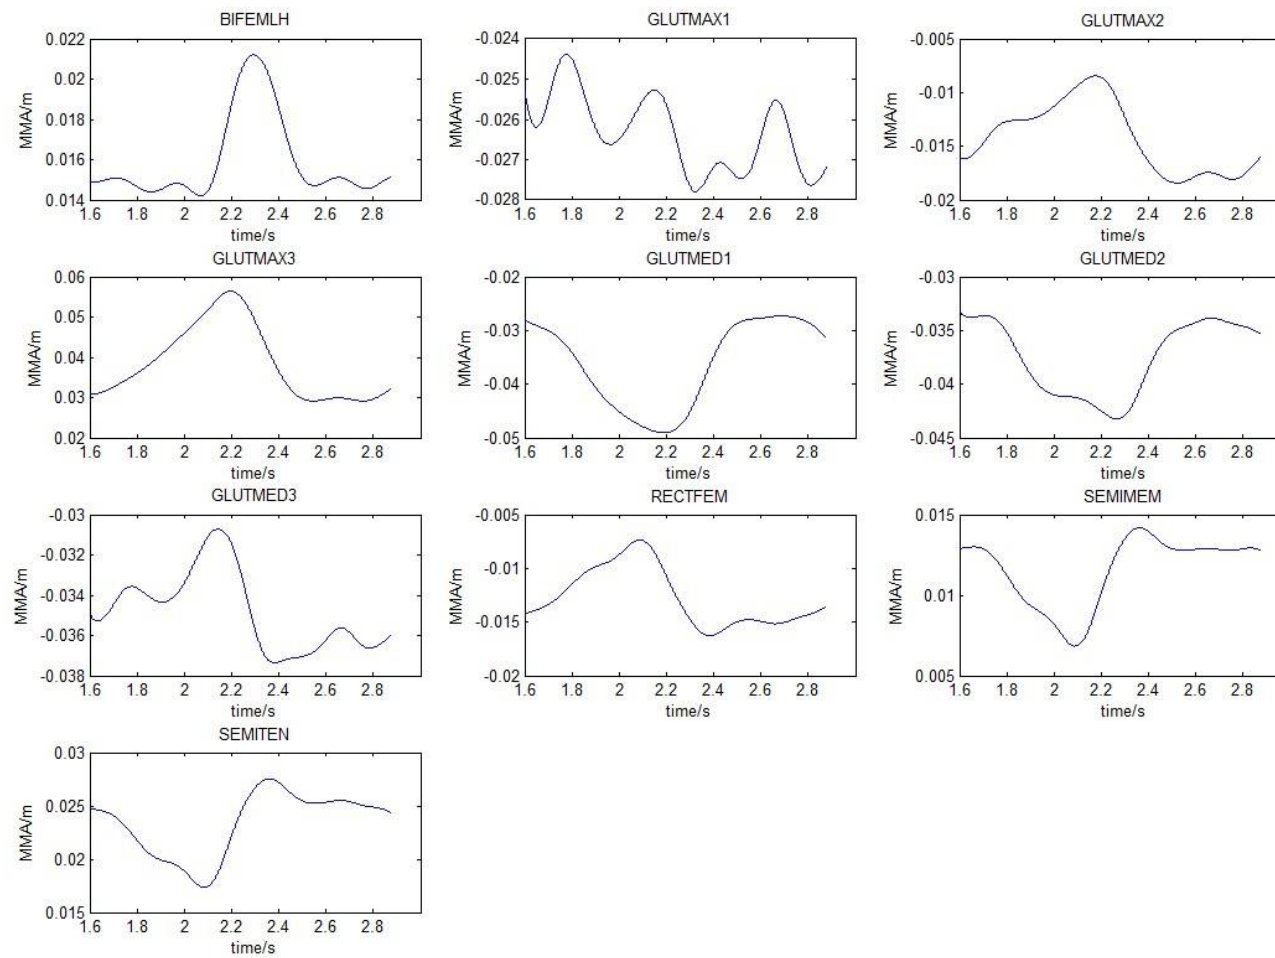 BIFEMLH
0.022
0.02
0.018
0.016
0.014
MMA/m
1.6 1.8 2 2.2 2.4 2.6 2.8
time/s
GLUTMAX1
-0.024
-0.025
-0.026
-0.027
-0.028
MMA/m
1.6 1.8 2 2.2 2.4 2.6 2.8
time/s
GLUTMAX2
-0.005
-0.01
-0.015
-0.02
MMA/m
1.6 1.8 2 2.2 2.4 2.6 2.8
time/s
GLUTMAX3
0.06
0.05
0.04
0.03
0.02
MMA/m
1.6 1.8 2 2.2 2.4 2.6 2.8
time/s
GLUTMED1
-0.02
-0.03
-0.04
-0.05
MMA/m
1.6 1.8 2 2.2 2.4 2.6 2.8
time/s
GLUTMED2
-0.03
-0.035
-0.04
-0.045
MMA/m
1.6 1.8 2 2.2 2.4 2.6 2.8
time/s
GLUTMED3
-0.03
-0.032
-0.034
-0.036
-0.038
MMA/m
1.6 1.8 2 2.2 2.4 2.6 2.8
time/s
RECTFEM
-0.005
-0.01
-0.015
-0.02
MMA/m
1.6 1.8 2 2.2 2.4 2.6 2.8
time/s
SEMIMEM
0.015
0.01
0.005
MMA/m
1.6 1.8 2 2.2 2.4 2.6 2.8
time/s
SEMITEN
0.03
0.025
0.02
0.015
MMA/m
1.6 1.8 2 2.2 2.4 2.6 2.8
time/s